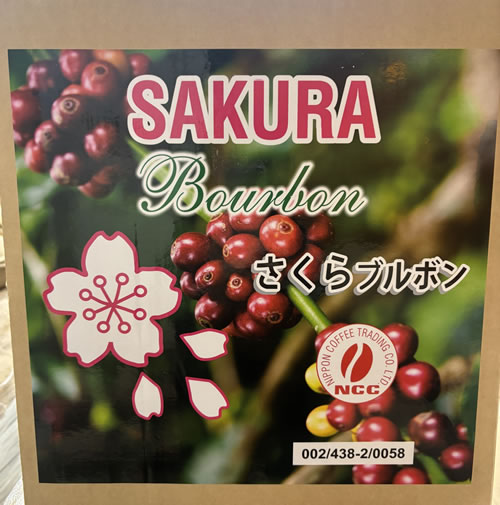 SAKURA
Bourbon
さくらブルボン
NIPPON COFFEE TRADING CO. LTD
NCC
002/438-2/0058